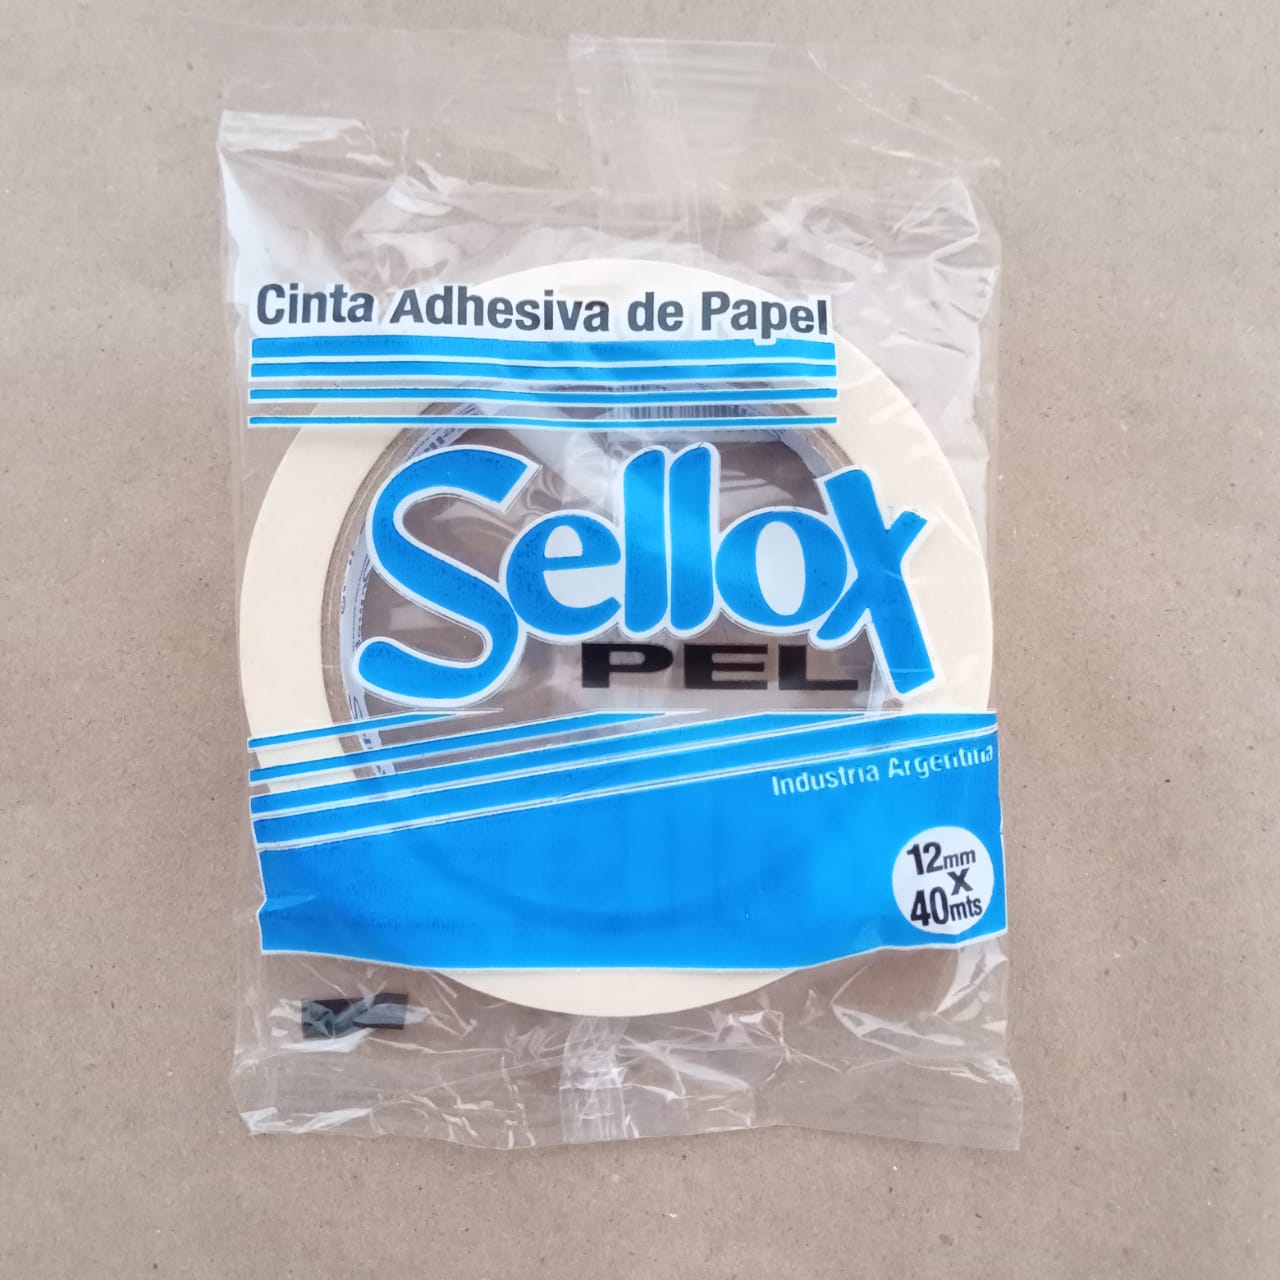 Cinta Adhesiva de Papel
Sellox
PEL
Industria Argentina
12mm
X
40mts